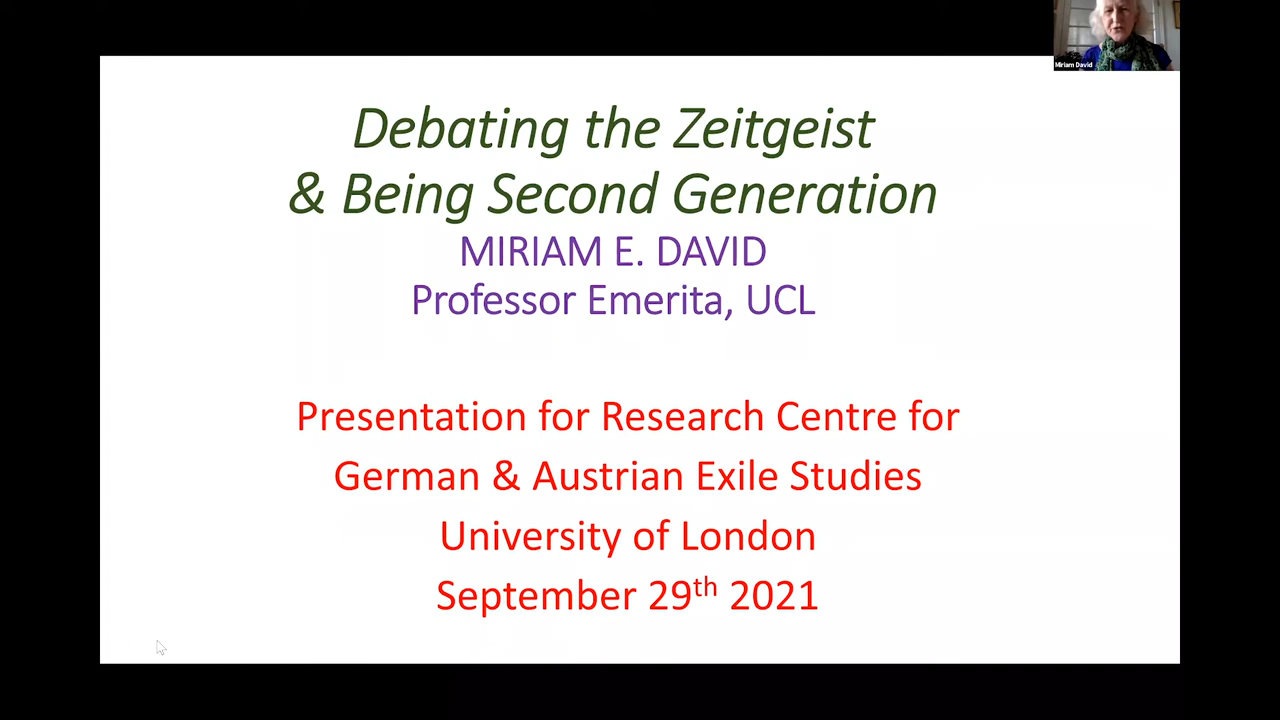 Miriam David
Debating the Zeitgeist
& Being Second Generation
MIRIAM E. DAVID
Professor Emerita, UCL
Presentation for Research Centre for
German & Austrian Exile Studies
University of London
September 29th 2021